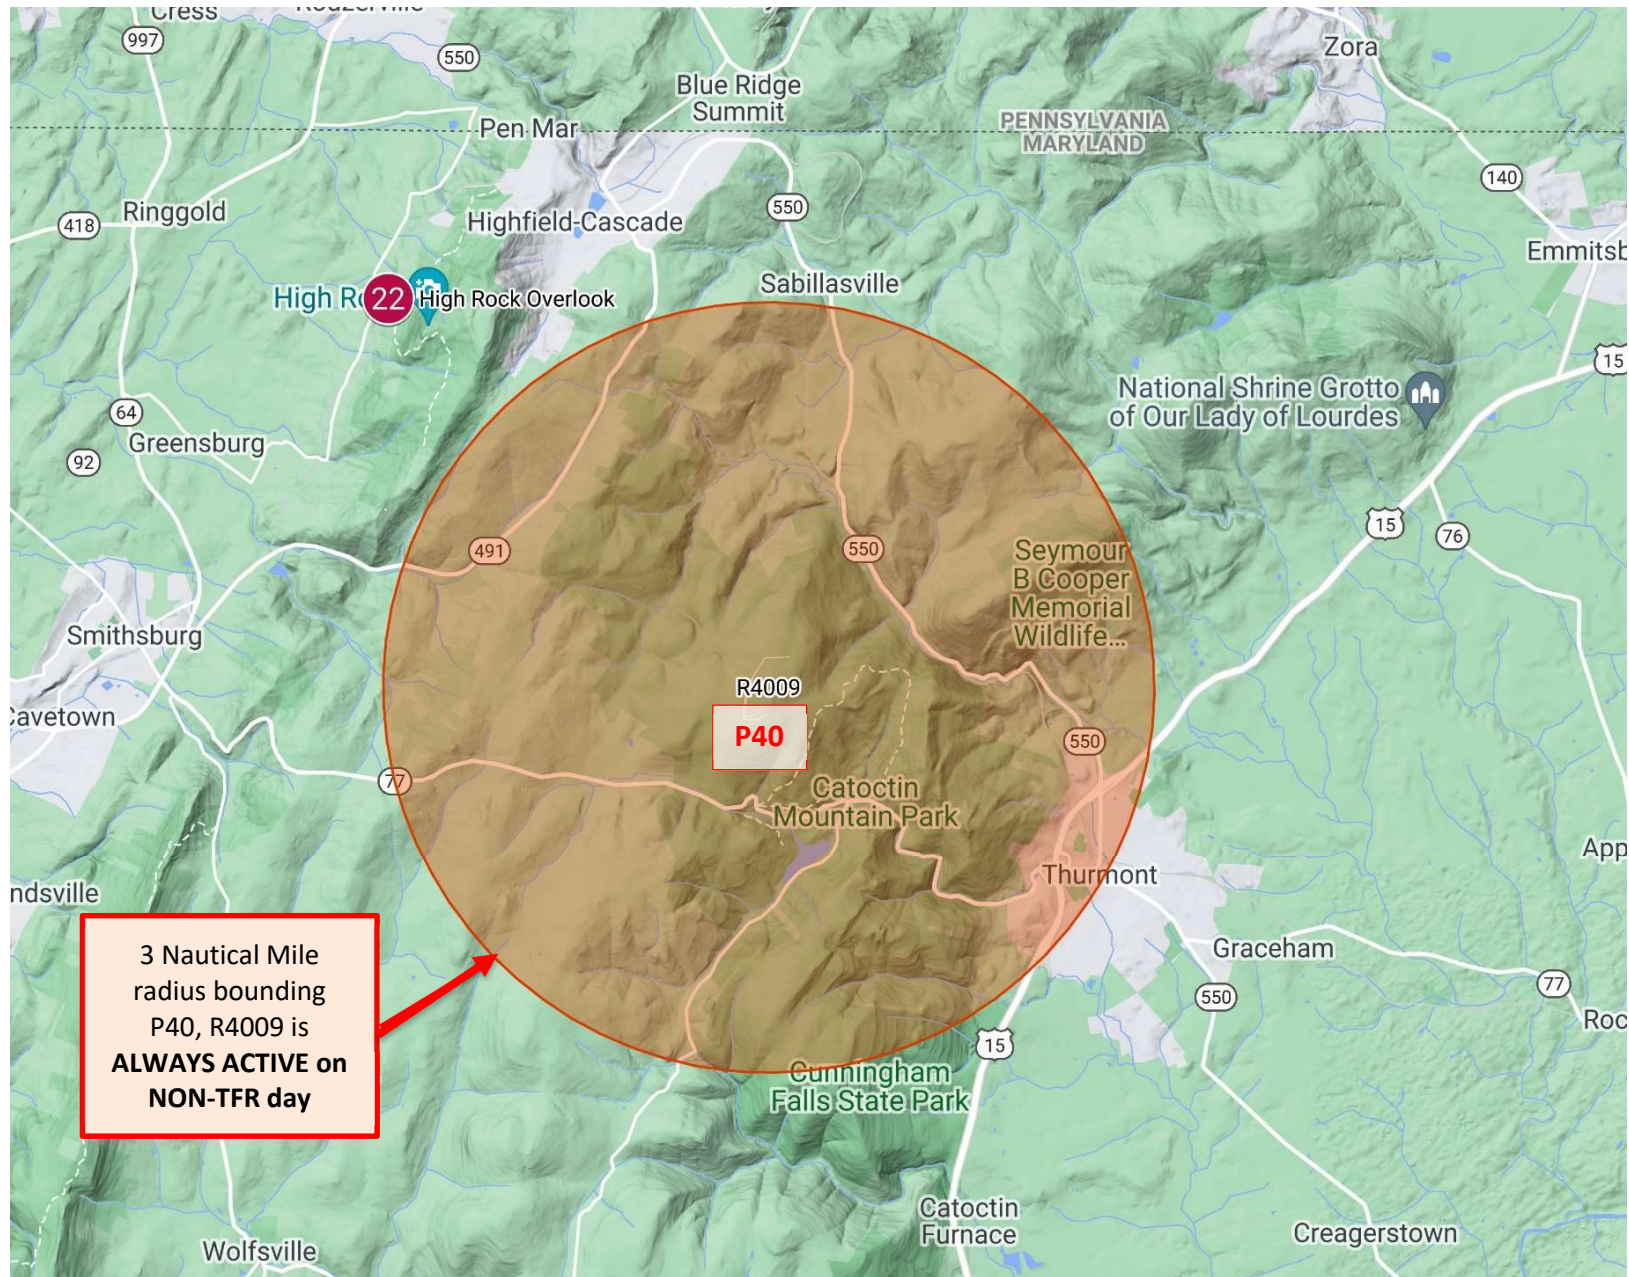 Cress
Rouzerville
997
550
Zora
Blue Ridge
Summit
Pen Mar
PENNSYLVANIA
MARYLAND
140
418
Ringgold
Highfield-Cascade
550
Emmitsb
High Ro
22
High Rock Overlook
Sabillasville
15
National Shrine Grotto
of Our Lady of Lourdes
64
Greensburg
92
15
76
491
550
Seymour
B Cooper
Memorial
Wildlife...
Smithsburg
R4009
Cavetown
P40
550
77
Catoctin
Mountain Park
App
Thurmont
ndsville
3 Nautical Mile
radius bounding
P40, R4009 is
ALWAYS ACTIVE on
NON-TFR day
Graceham
77
550
Roc
15
Cunningham
Falls State Park
Catoctin
Furnace
Creagerstown
Wolfsville